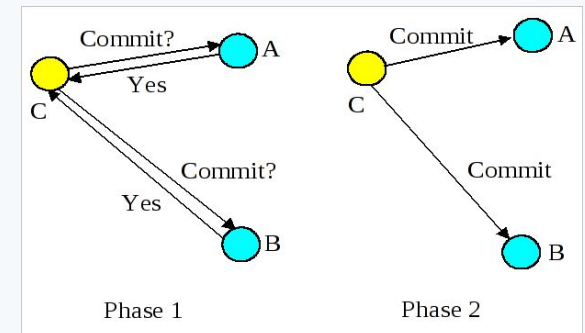 Commit?
A
Yes
C
Commit?
Yes
B
Phase 1
Commit
A
C
Commit
B
Phase 2